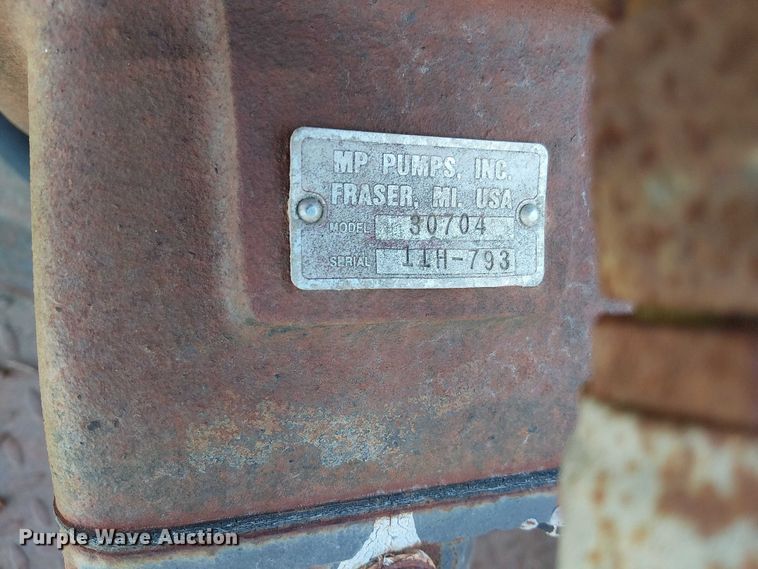 MP PUMPS, INC.
FRASER, MI. USA
MODEL 30704
SERIAL 11H-793
Purple Wave Auction